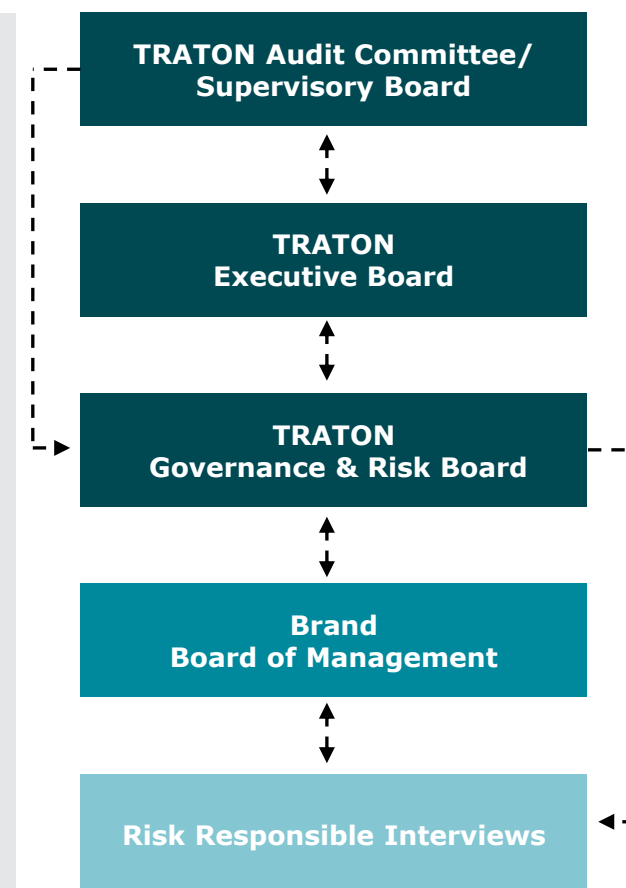 TRATON Audit Committee/
Supervisory Board
TRATON
Executive Board
TRATON
Governance & Risk Board
Brand
Board of Management
Risk Responsible Interviews